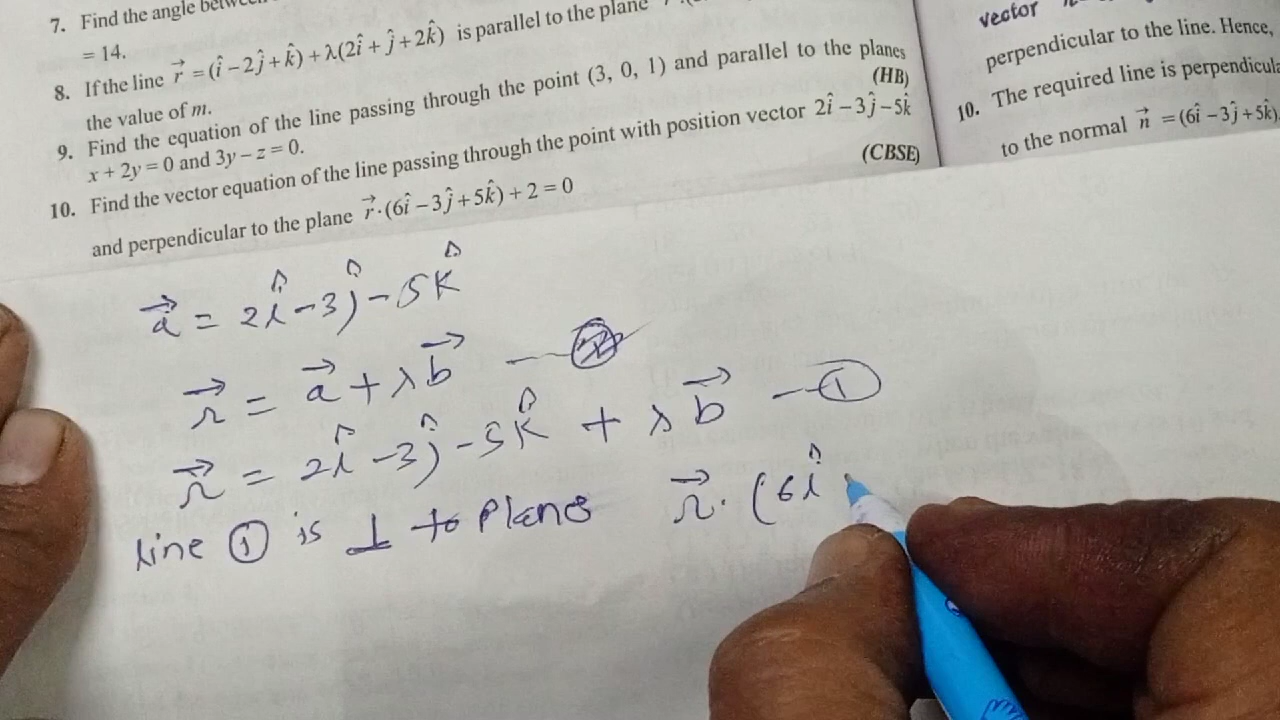 7. Find the angle
= 14.
8. If the line r⃗ = (î – 2ĵ + k̂) + λ(2î + ĵ + 2k̂) is parallel to the plane
the value of m.
9. Find the equation of the line passing through the point (3, 0, 1) and parallel to the planes
x + 2y = 0 and 3y – z = 0. (HB)
10. Find the vector equation of the line passing through the point with position vector 2î – 3ĵ – 5k̂
and perpendicular to the plane r⃗·(6î – 3ĵ + 5k̂) + 2 = 0 (CBSE)
vector
perpendicular to the line. Hence,
10. The required line is
to the normal n⃗ = (6î – 3ĵ + 5k̂)
a⃗ = 2î – 3ĵ – 5k̂
r⃗ = a⃗ + λb⃗ —
r⃗ = 2î – 3ĵ – 5k̂ + λb⃗ — ①
line ① is ⊥ to Planes r⃗·(6î